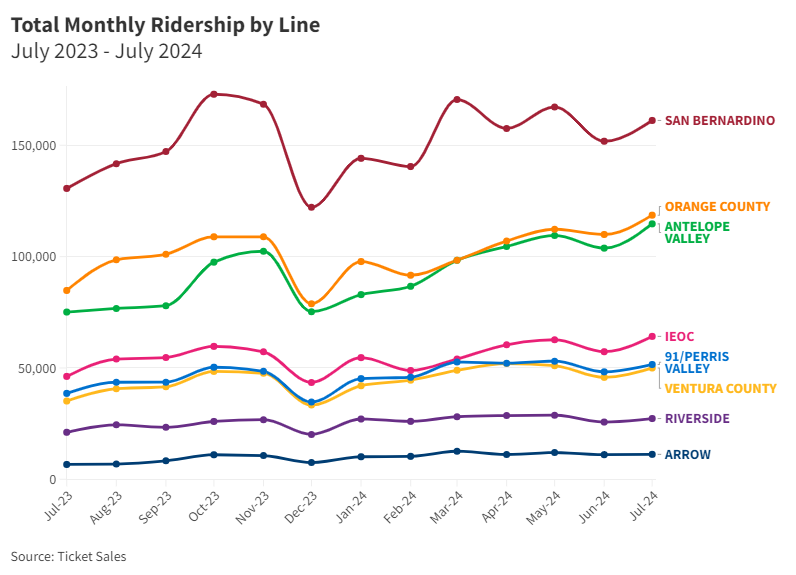 Total Monthly Ridership by Line
July 2023 - July 2024
150,000
100,000
50,000
0
SAN BERNARDINO
ORANGE COUNTY
ANTELOPE
VALLEY
IEOC
91/PERRIS
VALLEY
VENTURA COUNTY
RIVERSIDE
ARROW
Jul-23
Aug-23
Sep-23
Oct-23
Nov-23
Dec-23
Jan-24
Feb-24
Mar-24
Apr-24
May-24
Jun-24
Jul-24
Source: Ticket Sales